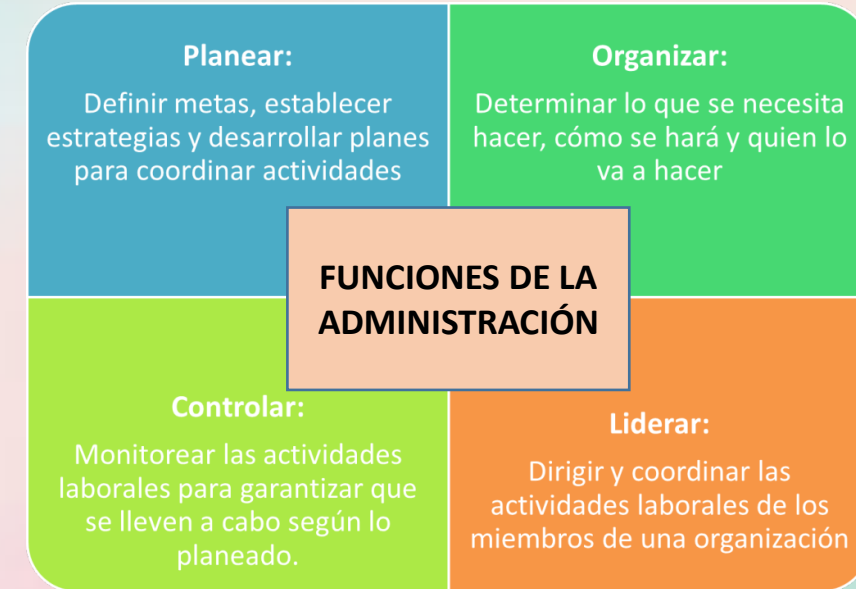 Planear:
Definir metas, establecer
estrategias y desarrollar planes
para coordinar actividades
Organizar:
Determinar lo que se necesita
hacer, cómo se hará y quien lo
va a hacer
FUNCIONES DE LA
ADMINISTRACIÓN
Controlar:
Monitorear las actividades
laborales para garantizar que
se lleven a cabo según lo
planeado.
Liderar:
Dirigir y coordinar las
actividades laborales de los
miembros de una organización